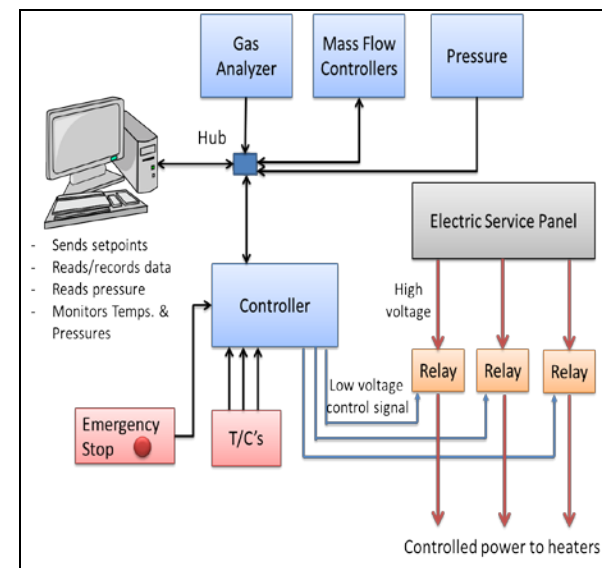 Gas
Analyzer
Mass Flow
Controllers
Pressure
Hub
- Sends setpoints
- Reads/records data
- Reads pressure
- Monitors Temps. &
Pressures
Electric Service Panel
High
voltage
Controller
Relay
Relay
Relay
Low voltage
control signal
Emergency
Stop
T/C's
Controlled power to heaters